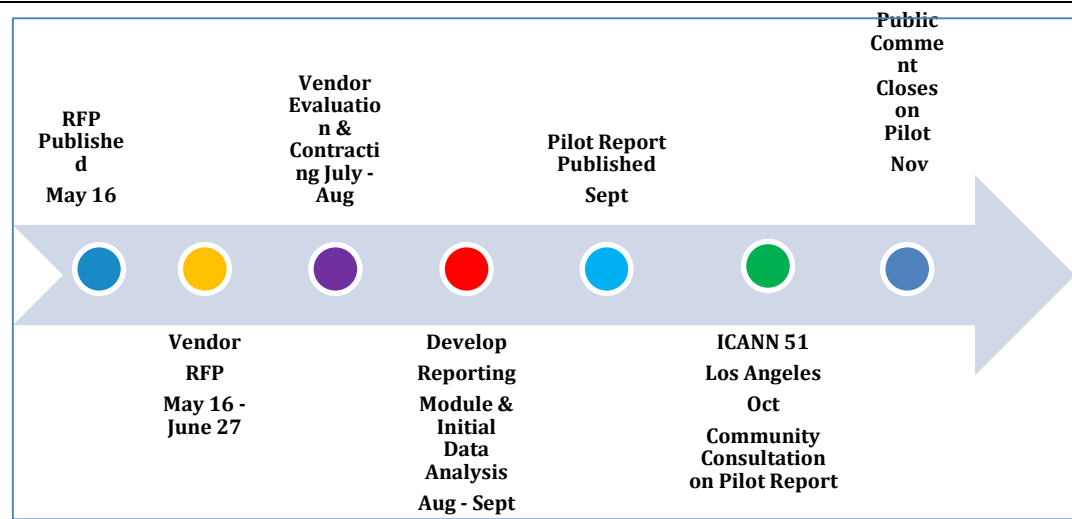 RFP
Publishe
d
May 16
Vendor
RFP
May 16 -
June 27
Vendor
Evaluatio
n &
Contracti
ng July -
Aug
Develop
Reporting
Module &
Initial
Data
Analysis
Aug - Sept
Pilot Report
Published
Sept
ICANN 51
Los Angeles
Oct
Community
Consultation
on Pilot Report
Public
Comme
nt
Closes
on
Pilot
Nov